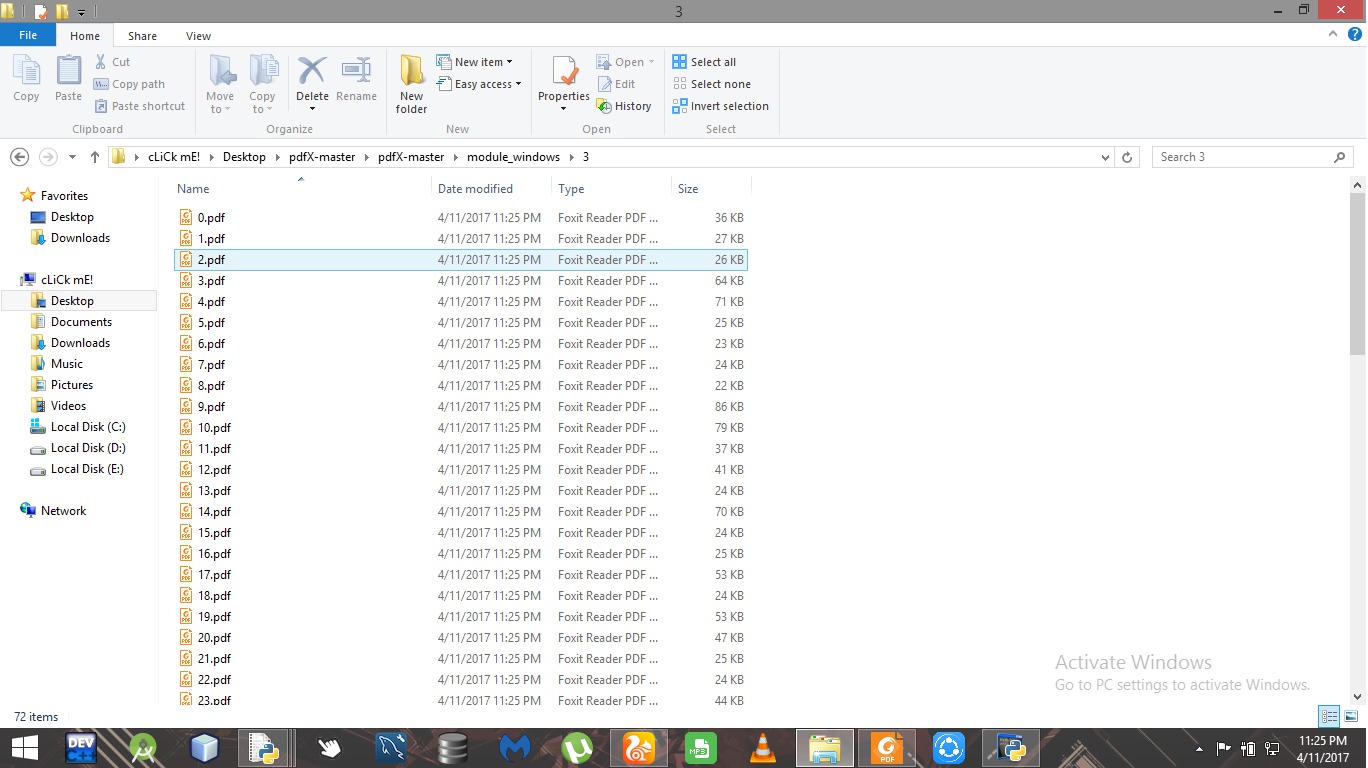 3
File Home Share View
Copy Paste Cut Copy path Paste shortcut Move to Copy to Delete Rename New folder New item Easy access Properties Open Edit History Select all Select none Invert selection
Clipboard Organize New Open Select
cLiCk mE! Desktop pdfX-master pdfX-master module_windows 3 Search 3
Favorites
Desktop
Downloads
cLiCk mE!
Desktop
Documents
Downloads
Music
Pictures
Videos
Local Disk (C:)
Local Disk (D:)
Local Disk (E:)
Network
Name Date modified Type Size
0.pdf 4/11/2017 11:25 PM Foxit Reader PDF ... 36 KB
1.pdf 4/11/2017 11:25 PM Foxit Reader PDF ... 27 KB
2.pdf 4/11/2017 11:25 PM Foxit Reader PDF ... 26 KB
3.pdf 4/11/2017 11:25 PM Foxit Reader PDF ... 64 KB
4.pdf 4/11/2017 11:25 PM Foxit Reader PDF ... 71 KB
5.pdf 4/11/2017 11:25 PM Foxit Reader PDF ... 25 KB
6.pdf 4/11/2017 11:25 PM Foxit Reader PDF ... 23 KB
7.pdf 4/11/2017 11:25 PM Foxit Reader PDF ... 24 KB
8.pdf 4/11/2017 11:25 PM Foxit Reader PDF ... 22 KB
9.pdf 4/11/2017 11:25 PM Foxit Reader PDF ... 86 KB
10.pdf 4/11/2017 11:25 PM Foxit Reader PDF ... 79 KB
11.pdf 4/11/2017 11:25 PM Foxit Reader PDF ... 37 KB
12.pdf 4/11/2017 11:25 PM Foxit Reader PDF ... 41 KB
13.pdf 4/11/2017 11:25 PM Foxit Reader PDF ... 24 KB
14.pdf 4/11/2017 11:25 PM Foxit Reader PDF ... 70 KB
15.pdf 4/11/2017 11:25 PM Foxit Reader PDF ... 24 KB
16.pdf 4/11/2017 11:25 PM Foxit Reader PDF ... 25 KB
17.pdf 4/11/2017 11:25 PM Foxit Reader PDF ... 53 KB
18.pdf 4/11/2017 11:25 PM Foxit Reader PDF ... 24 KB
19.pdf 4/11/2017 11:25 PM Foxit Reader PDF ... 53 KB
20.pdf 4/11/2017 11:25 PM Foxit Reader PDF ... 47 KB
21.pdf 4/11/2017 11:25 PM Foxit Reader PDF ... 25 KB
22.pdf 4/11/2017 11:25 PM Foxit Reader PDF ... 24 KB
23.pdf 4/11/2017 11:25 PM Foxit Reader PDF ... 44 KB
Activate Windows
Go to PC settings to activate Windows.
72 items
DEV C++
MP3
PDF
11:25 PM
4/11/2017